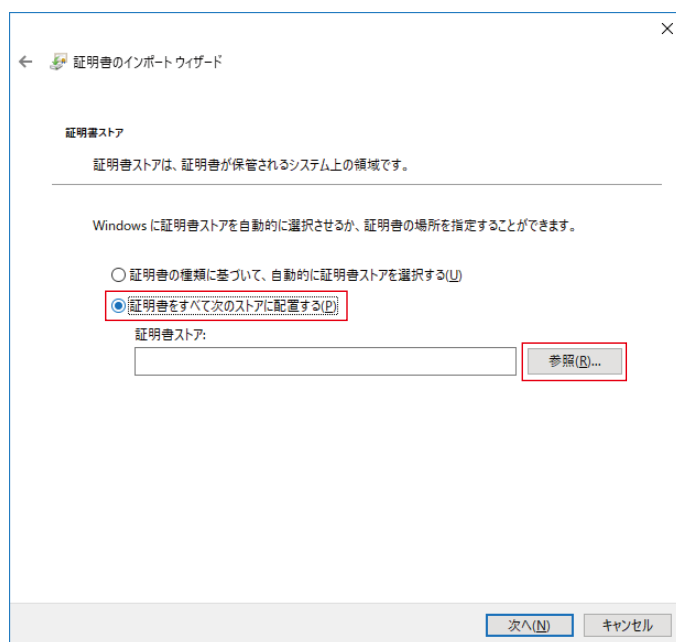 証明書のインポート ウィザード
証明書ストア
証明書ストアは、証明書が保管されるシステム上の領域です。
Windows に証明書ストアを自動的に選択させるか、証明書の場所を指定することができます。
証明書の種類に基づいて、自動的に証明書ストアを選択する(U)
証明書をすべて次のストアに配置する(P)
証明書ストア:
参照(R)...
次へ(N) キャンセル